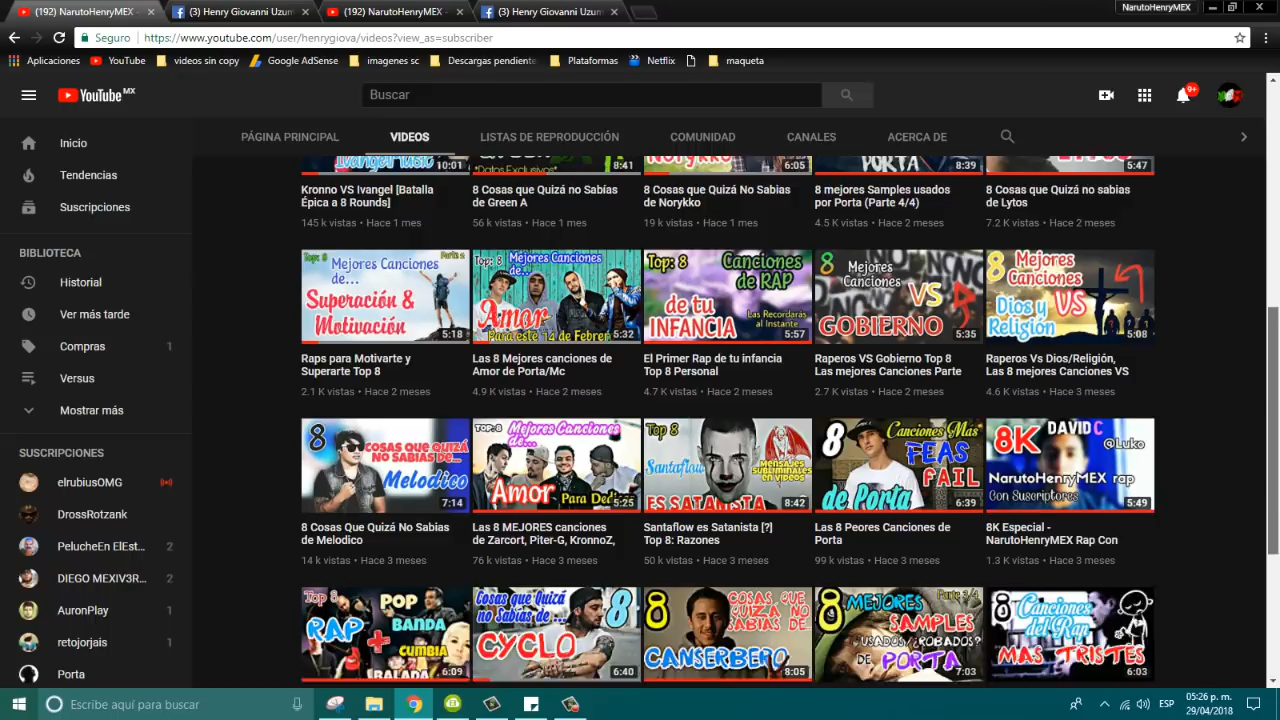 (192) NarutoHenryMEX -
(3) Henry Giovanni Uzum
(192) NarutoHenryMEX -
(3) Henry Giovanni Uzum
NarutoHenryMEX
Seguro
https://www.youtube.com/user/henrygiova/videos?view_as=subscriber
Aplicaciones
YouTube
videos sin copy
Google AdSense
imagenes sc
Descargas pendiente
Plataformas
Netflix
maqueta
YouTube MX
Buscar
9+
PÁGINA PRINCIPAL
VIDEOS
LISTAS DE REPRODUCCIÓN
COMUNIDAD
CANALES
ACERCA DE
Inicio
Tendencias
Suscripciones
BIBLIOTECA
Historial
Ver más tarde
Compras 1
Versus
Mostrar más
SUSCRIPCIONES
elrubiusOMG
DrossRotzank
PelucheEn ElEst... 2
DIEGO MEXIV3R... 2
AuronPlay 1
retojorjais 1
Porta
IvangelMusic
10:01
Kronno VS Ivangel [Batalla
Épica a 8 Rounds]
145 k vistas • Hace 1 mes
*Datos Exclusivos*
8:41
8 Cosas que Quizá no Sabías
de Green A
56 k vistas • Hace 1 mes
Norykko
6:05
8 Cosas que Quizá No Sabias
de Norykko
19 k vistas • Hace 1 mes
PORTA
8:39
8 mejores Samples usados
por Porta (Parte 4/4)
4.5 K vistas • Hace 2 meses
5:47
8 Cosas que Quizá no sabias
de Lytos
7.2 K vistas • Hace 2 meses
Top: 8
Parte 2
Mejores Canciones
de...
Superación &
Motivación
5:18
Raps para Motivarte y
Superarte Top 8
2.1 K vistas • Hace 2 meses
Top: 8
Mejores Canciones
de..
Amor
Para este 14 de Febrer
5:32
Las 8 Mejores canciones de
Amor de Porta/Mc
4.9 K vistas • Hace 2 meses
Top: 8
Canciones
de RAP
de tu
INFANCIA
Las Recordaras
al Instante
5:57
El Primer Rap de tu infancia
Top 8 Personal
4.7 K vistas • Hace 2 meses
8
Mejores
Canciones
VS
GOBIERNO
5:35
Raperos VS Gobierno Top 8
Las mejores Canciones Parte
2.7 K vistas • Hace 2 meses
8
Mejores
Canciones
VS
Dios y
Religión
5:08
Raperos Vs Dios/Religión,
Las 8 mejores Canciones VS
4.6 K vistas • Hace 3 meses
8
COSAS QUE QUIZÁ
NO SABIAS DE...
Melodico
7:14
8 Cosas Que Quizá No Sabias
de Melodico
14 k vistas • Hace 3 meses
TOP: 8
Mejores Canciones
de...
Amor
Para Dedi
5:25
Las 8 MEJORES canciones
de Zarcort, Piter-G, KronnoZ,
76 k vistas • Hace 3 meses
Top 8
Santaflow
MENSAJES
SUBLIMINALES
EN VIDEOS
ES SATANISTA
8:42
Santaflow es Satanista [?]
Top 8: Razones
50 k vistas • Hace 3 meses
8
Canciones Más
FEAS
FAIL
de Porta
6:39
Las 8 Peores Canciones de
Porta
99 k vistas • Hace 3 meses
8K
DAVID C
@Luko
NarutoHenryMEX rap
Con Suscriptores
5:49
8K Especial -
NarutoHenryMEX Rap Con
1.3 K vistas • Hace 3 meses
Top 8
POP
RAP
+
BANDA
CUMBIA
BALADA
6:09
Cosas que Quizá
no Sabias de ...
8
CYCLO
6:40
8
COSAS QUE
QUIZA NO
SABIAS DE
CANSERBERO
8:05
8
MEJORES
Parte 3/4
SAMPLES
USADOS/¿ROBADOS?
DE PORTA
7:03
8
Canciones
del Rap
MAS TRISTES
6:03
Escribe aquí para buscar
ESP
05:26 p. m.
29/04/2018